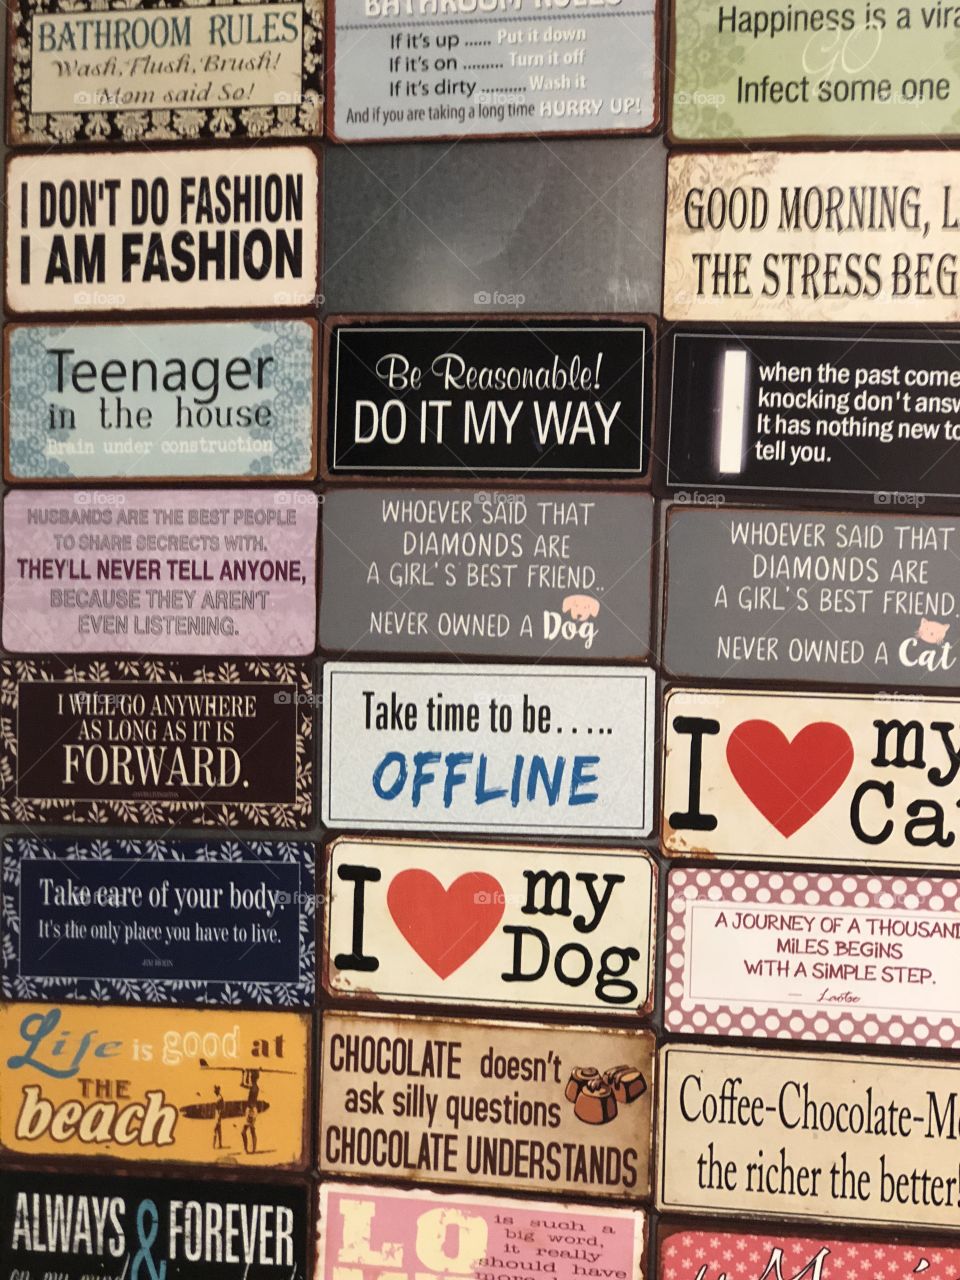 BATHROOM RULES
Wash, Flush, Brush!
Mom said So!
BATHROOM RULES
If it's up ...... Put it down
If it's on ......... Turn it off
If it's dirty .......... Wash it
And if you are taking a long time HURRY UP!
Happiness is a
GO
Infect some one
I DON'T DO FASHION
I AM FASHION
GOOD MORNING,
THE STRESS
Teenager
in the house
Brain under construction
Be Reasonable!
DO IT MY WAY
when the past
knocking don't
It has nothing new
tell you.
HUSBANDS ARE THE BEST PEOPLE
TO SHARE SECRECTS WITH.
THEY'LL NEVER TELL ANYONE,
BECAUSE THEY AREN'T
EVEN LISTENING.
WHOEVER SAID THAT
DIAMONDS ARE
A GIRL'S BEST FRIEND..
NEVER OWNED A Dog
WHOEVER SAID THAT
DIAMONDS ARE
A GIRL'S BEST FRIEND.
NEVER OWNED A Cat
I WILL GO ANYWHERE
AS LONG AS IT IS
FORWARD.
Take time to be......
OFFLINE
I my
Take care of your body.
It's the only place you have to live.
I my
Dog
A JOURNEY OF A
MILES BEGINS
WITH A SIMPLE STEP.
Laotse
Life is good at
THE
beach
CHOCOLATE doesn't
ask silly questions
CHOCOLATE UNDERSTANDS
Coffee-Chocolate-
the richer the better!
ALWAYS & FOREVER
LO
is such a
big word,
it really
should have